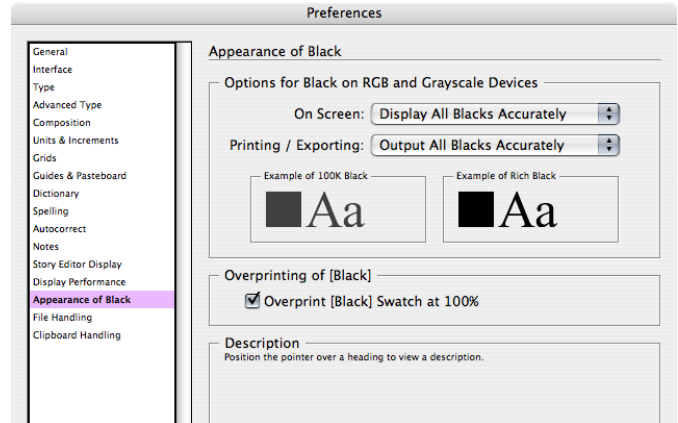 Preferences
General
Interface
Type
Advanced Type
Composition
Units & Increments
Grids
Guides & Pasteboard
Dictionary
Spelling
Autocorrect
Notes
Story Editor Display
Display Performance
Appearance of Black
File Handling
Clipboard Handling
Appearance of Black
Options for Black on RGB and Grayscale Devices
On Screen: Display All Blacks Accurately
Printing / Exporting: Output All Blacks Accurately
Example of 100K Black
Aa
Example of Rich Black
Aa
Overprinting of [Black]
Overprint [Black] Swatch at 100%
Description
Position the pointer over a heading to view a description.